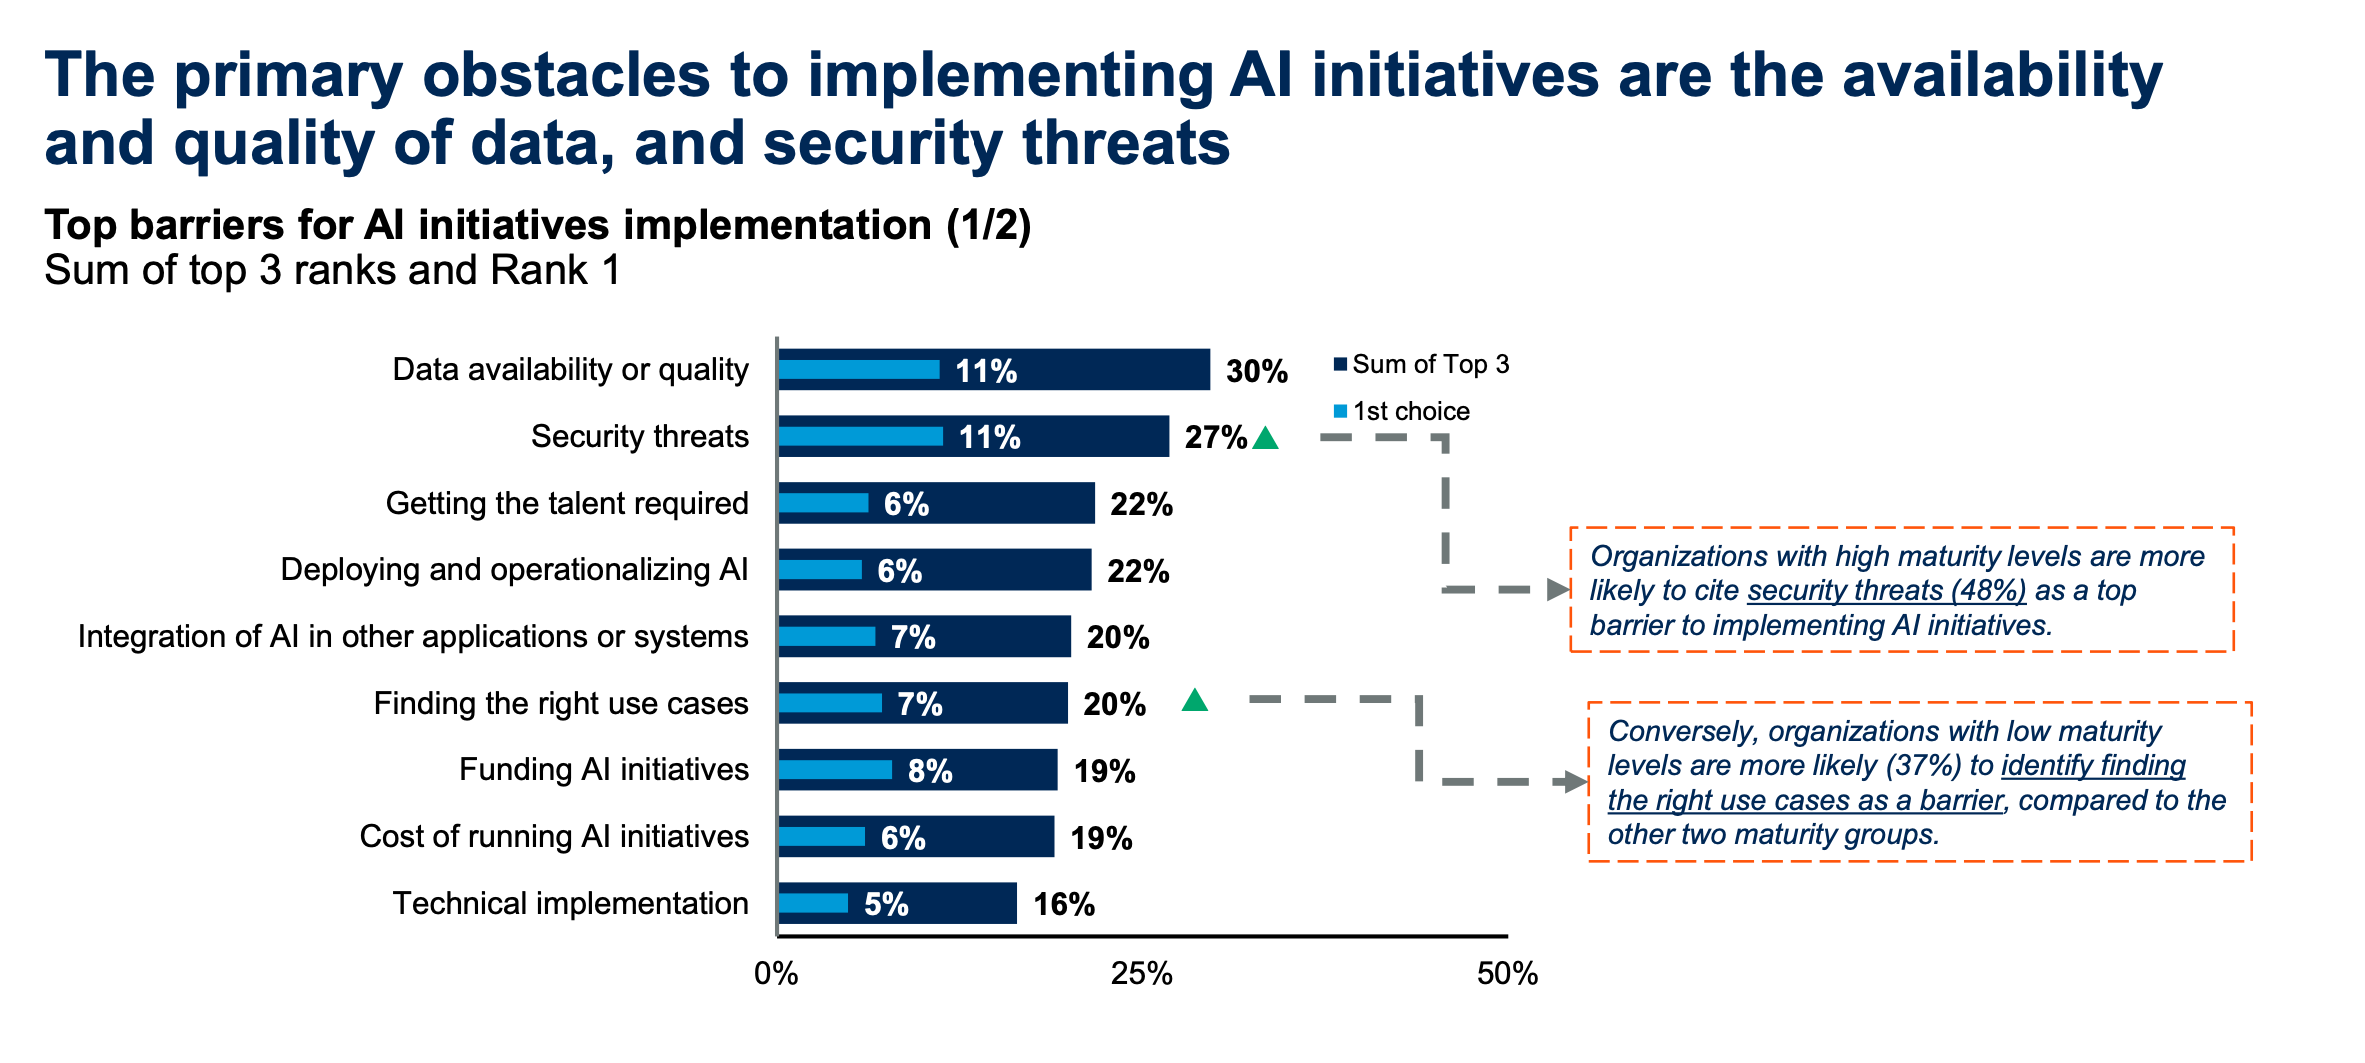 The primary obstacles to implementing AI initiatives are the availability
and quality of data, and security threats
Top barriers for AI initiatives implementation (1/2)
Sum of top 3 ranks and Rank 1
Data availability or quality 11% 30%
Sum of Top 3
1st choice
Security threats 11% 27%
Getting the talent required 6% 22%
Deploying and operationalizing AI 6% 22%
Integration of AI in other applications or systems 7% 20%
Finding the right use cases 7% 20%
Funding AI initiatives 8% 19%
Cost of running AI initiatives 6% 19%
Technical implementation 5% 16%
0% 25% 50%
Organizations with high maturity levels are more
likely to cite security threats (48%) as a top
barrier to implementing AI initiatives.
Conversely, organizations with low maturity
levels are more likely (37%) to identify finding
the right use cases as a barrier, compared to the
other two maturity groups.